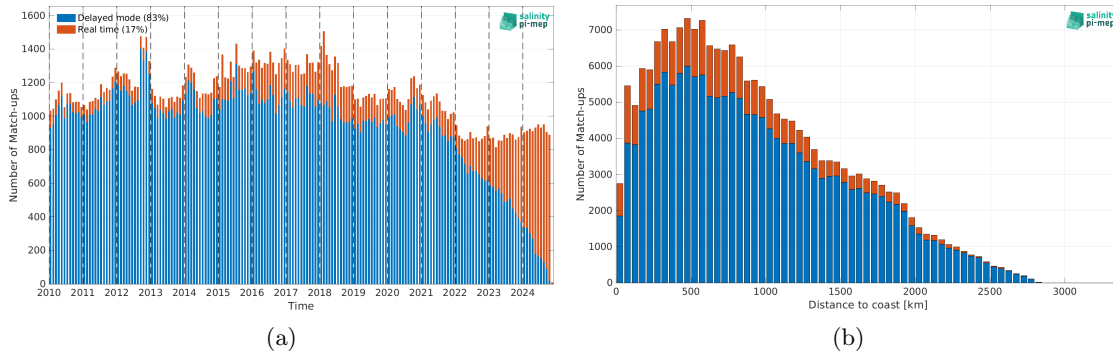 Delayed mode (83%)
Real time (17%)
salinity
pi-mep
1600
1400
1200
1000
800
600
400
200
0
Number of Match-ups
2010 2011 2012 2013 2014 2015 2016 2017 2018 2019 2020 2021 2022 2023 2024
Time
(a)
salinity
pi-mep
7000
6000
5000
4000
3000
2000
1000
0
Number of Match-ups
0 500 1000 1500 2000 2500 3000
Distance to coast [km]
(b)